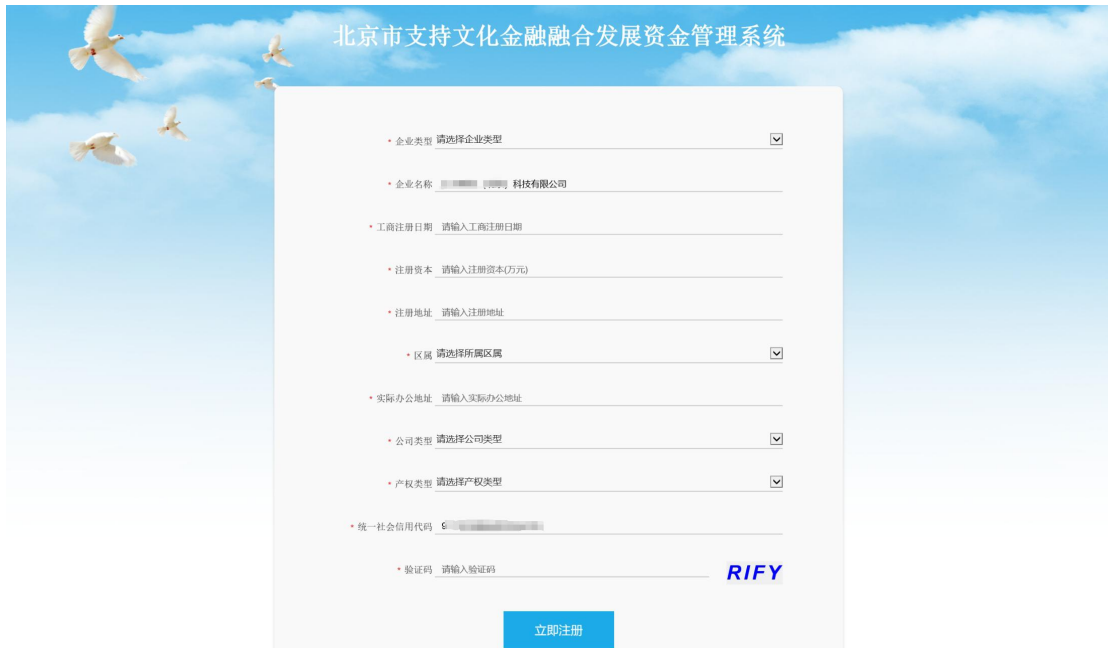 北京市支持文化金融融合发展资金管理系统
* 企业类型 请选择企业类型
* 企业名称 科技有限公司
* 工商注册日期 请输入工商注册日期
* 注册资本 请输入注册资本(万元)
* 注册地址 请输入注册地址
* 区属 请选择所属区属
* 实际办公地址 请输入实际办公地址
* 公司类型 请选择公司类型
* 产权类型 请选择产权类型
* 统一社会信用代码 9
* 验证码 请输入验证码 RIFY
立即注册